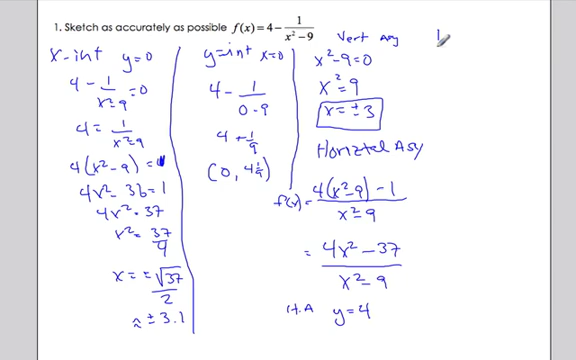 1. Sketch as accurately as possible f(x) = 4 − 1/(x² − 9)
x-int y=0
4 - 1/(x²-9) = 0
4 = 1/(x²-9)
4(x²-9) = 1
4x² - 36 = 1
4x² = 37
x² = 37/4
x = ±√37/2
≈ ±3.1
y=int x=0
4 - 1/(0-9)
4 + 1/9
(0, 4 1/9)
Vert Asy
x²-9=0
x²=9
x=±3
Horiztal Asy
f(x) = (4(x²-9) - 1)/(x²-9)
= (4x² - 37)/(x²-9)
H.A y=4